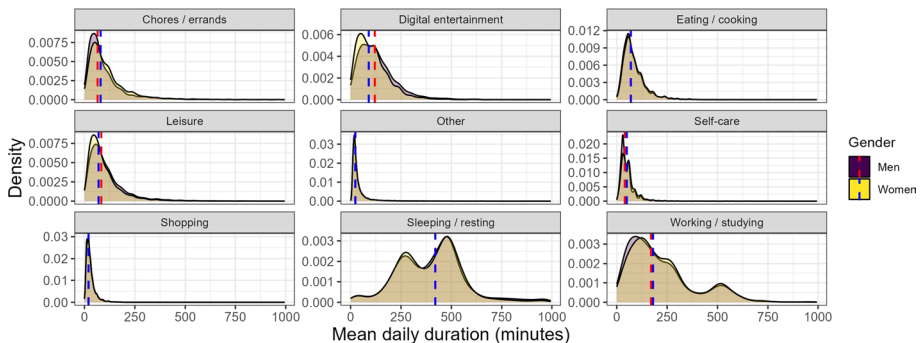 Chores / errands
Digital entertainment
Eating / cooking
0.0075
0.0050
0.0025
0.0000
0.006
0.004
0.002
0.000
0.012
0.009
0.006
0.003
0.000
Leisure
Other
Self-care
0.0075
0.0050
0.0025
0.0000
0.03
0.02
0.01
0.00
0.020
0.015
0.010
0.005
0.000
Shopping
Sleeping / resting
Working / studying
0.03
0.02
0.01
0.00
0.003
0.002
0.001
0.000
0.003
0.002
0.001
0.000
0 250 500 750 1000
0 250 500 750 1000
0 250 500 750 1000
Density
Mean daily duration (minutes)
Gender
Men
Women